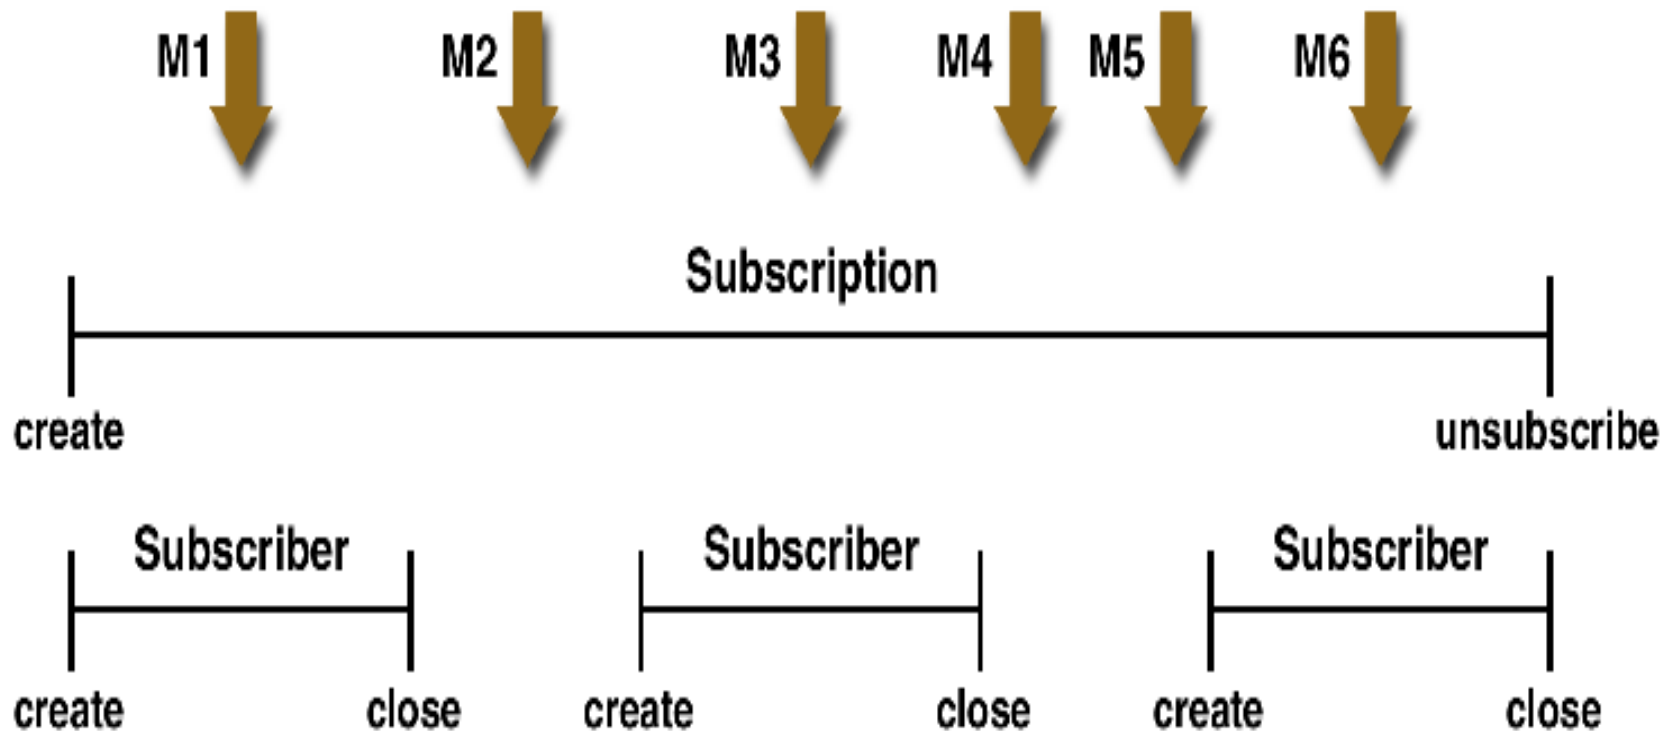 M1 M2 M3 M4 M5 M6
Subscription
create unsubscribe
Subscriber Subscriber Subscriber
create close create close create close